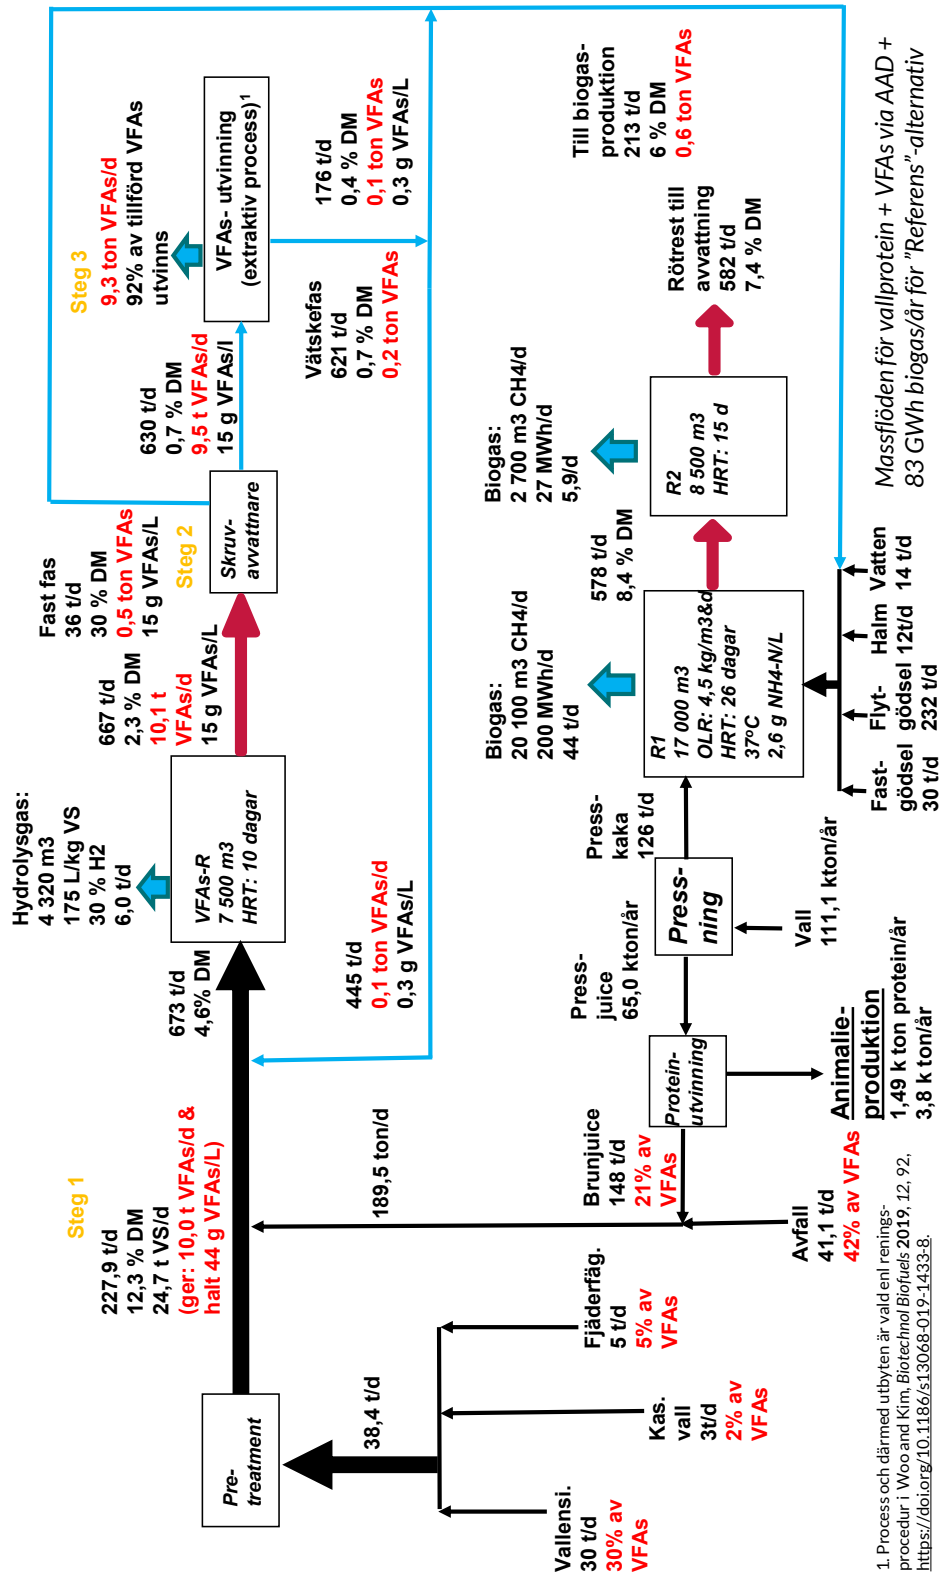 Steg 1
227,9 t/d
12,3 % DM
24,7 t VS/d
(ger: 10,0 t VFAs/d &
halt 44 g VFAs/L)
Pre-
treatment
38,4 t/d
Vallensi.
30 t/d
30% av
VFAs
Kas.
vall
3t/d
2% av
VFAs
Fjäderfäg.
5 t/d
5% av
VFAs
189,5 ton/d
Avfall
41,1 t/d
42% av VFAs
Brunjuice
148 t/d
21% av
VFAs
Protein-
utvinning
Animalie-
produktion
1,49 k ton protein/år
3,8 k ton/år
Press-
juice
65,0 kton/år
Press-
ning
Vall
111,1 kton/år
Press-
kaka
126 t/d
673 t/d
4,6% DM
445 t/d
0,1 ton VFAs/d
0,3 g VFAs/L
Hydrolysgas:
4 320 m3
175 L/kg VS
30 % H2
6,0 t/d
VFAs-R
7 500 m3
HRT: 10 dagar
667 t/d
2,3 % DM
10,1 t
VFAs/d
15 g VFAs/L
Fast fas
36 t/d
30 % DM
0,5 ton VFAs
15 g VFAs/L
Steg 2
Skruv-
avvattnare
630 t/d
0,7 % DM
9,5 t VFAs/d
15 g VFAs/l
Steg 3
9,3 ton VFAs/d
92% av tillförd VFAs
utvinns
VFAs- utvinning
(extraktiv process)1
Vätskefas
621 t/d
0,7 % DM
0,2 ton VFAs
176 t/d
0,4 % DM
0,1 ton VFAs
0,3 g VFAs/L
Biogas:
20 100 m3 CH4/d
200 MWh/d
44 t/d
R1
17 000 m3
OLR: 4,5 kg/m3&d
HRT: 26 dagar
37ºC
2,6 g NH4-N/L
578 t/d
8,4 % DM
Biogas:
2 700 m3 CH4/d
27 MWh/d
5,9/d
R2
8 500 m3
HRT: 15 d
Rötrest till
avvattning
582 t/d
7,4 % DM
Till biogas-
produktion
213 t/d
6 % DM
0,6 ton VFAs
Fast-
gödsel
30 t/d
Flyt-
gödsel
232 t/d
Halm
12t/d
Vatten
14 t/d
Massflöden för vallprotein + VFAs via AAD +
83 GWh biogas/år för ”Referens”-alternativ
1. Process och därmed utbyten är vald enl renings-
procedur i Woo and Kim, Biotechnol Biofuels 2019, 12, 92,
https://doi.org/10.1186/s13068-019-1433-8.